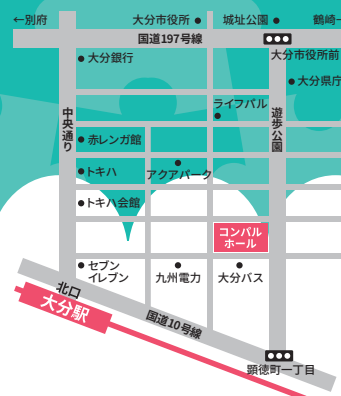 ←別府
大分市役所
城址公園
鶴崎→
国道197号線
大分市役所前
大分銀行
大分県庁
ライフパル
中央通り
遊歩公園
赤レンガ館
トキハ
アクアパーク
トキハ会館
コンパル
ホール
セブン
イレブン
九州電力
大分バス
北口
大分駅
国道10号線
顕徳町一丁目